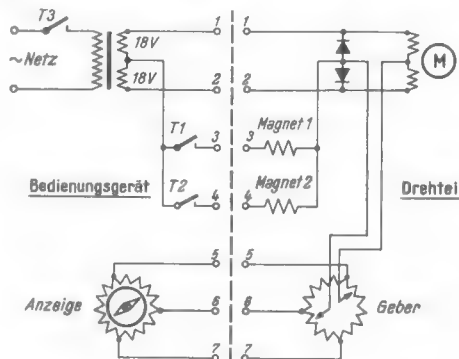 T3
~Netz
18V
18V
1
1
2
2
M
T1
3
3
Magnet 1
T2
4
4
Magnet 2
Bedienungsgerät
Drehteil
5
5
Anzeige
6
6
Geber
7
7